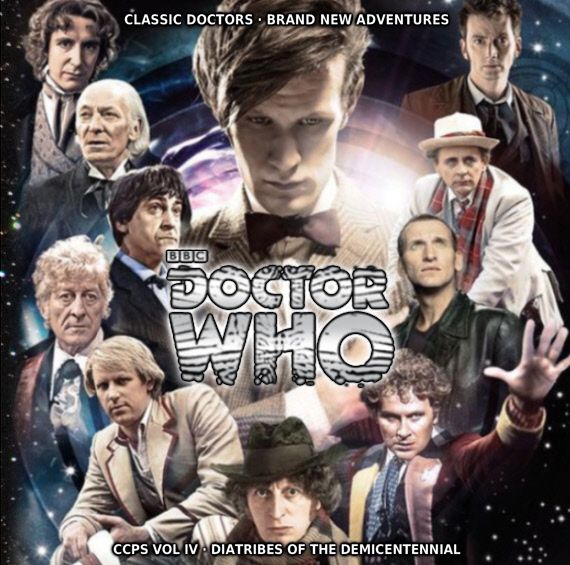 CLASSIC DOCTORS · BRAND NEW ADVENTURES
BBC
DOCTOR
WHO
CCPS VOL IV · DIATRIBES OF THE DEMICENTENNIAL